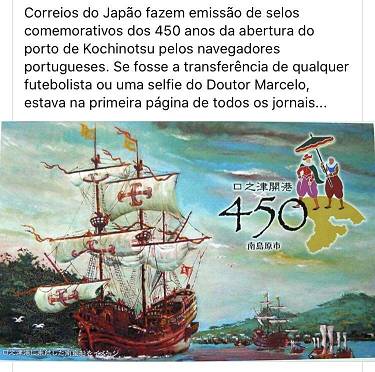 Correios do Japão fazem emissão de selos
comemorativos dos 450 anos da abertura do
porto de Kochinotsu pelos navegadores
portugueses. Se fosse a transferência de qualquer
futebolista ou uma selfie do Doutor Marcelo,
estava na primeira página de todos os jornais...
口之津開港
450
南島原市